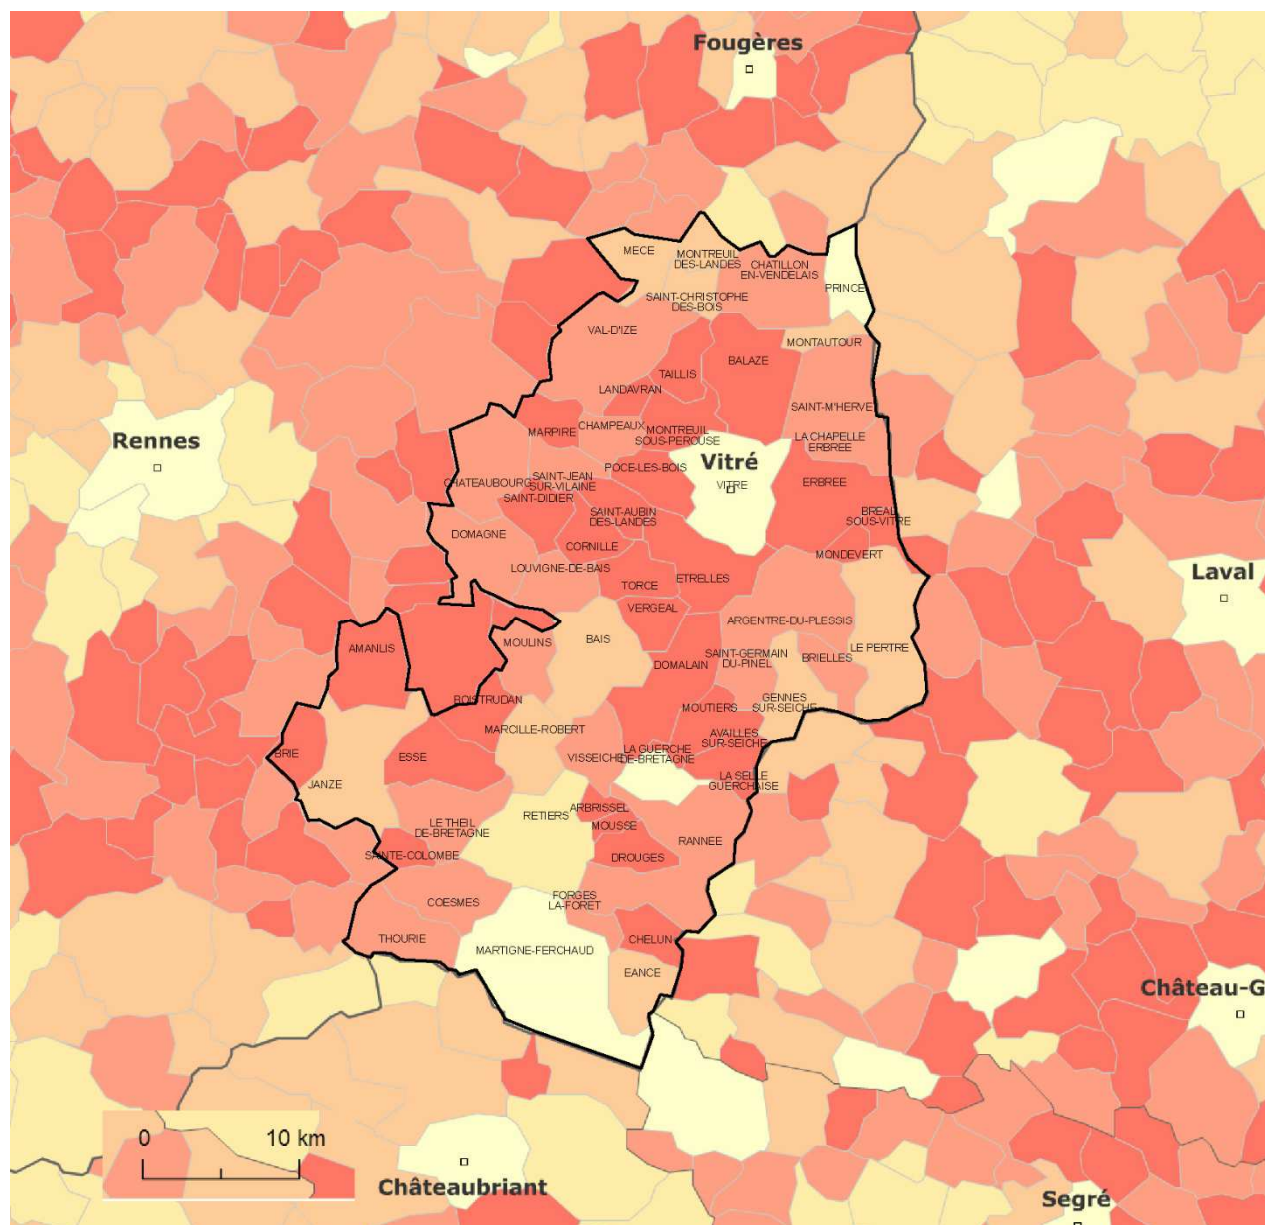 Fougères
MECE
MONTREUIL
DES-LANDES
CHATILLON
EN-VENDELAIS
PRINCE
SAINT-CHRISTOPHE
DES-BOIS
VAL-D'IZE
MONTAUTOUR
BALAZE
TAILLIS
LANDAVRAN
SAINT-M'HERVE
MARPIRE
CHAMPEAUX
MONTREUIL
SOUS-PEROUSE
LA CHAPELLE
ERBREE
Rennes
Vitré
POCE-LES-BOIS
CHATEAUBOURG
SAINT-JEAN
SUR-VILAINE
VITRE
ERBREE
SAINT-DIDIER
SAINT-AUBIN
DES-LANDES
BREAL
SOUS-VITRE
DOMAGNE
CORNILLE
MONDEVERT
LOUVIGNE-DE-BAIS
TORCE
ETRELLES
Laval
VERGEAL
ARGENTRE-DU-PLESSIS
BAIS
MOULINS
AMANLIS
LE PERTRE
SAINT-GERMAIN
DU-PINEL
BRIELLES
DOMALAIN
BOISTRUDAN
GENNES
SUR-SEICHE
MOUTIERS
MARCILLE-ROBERT
AVAILLES
SUR-SEICHE
BRIE
ESSE
VISSEICHE
LA GUERCHE
DE-BRETAGNE
JANZE
LA SELLE
GUERCHAISE
ARBRISSEL
RETIERS
LE THEIL
DE-BRETAGNE
MOUSSE
RANNEE
SAINTE-COLOMBE
DROUGES
COESMES
FORGES
LA-FORET
THOURIE
CHELUN
MARTIGNE-FERCHAUD
EANCE
Château-G
0 10 km
Châteaubriant
Segré